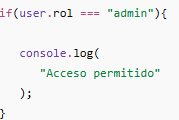 if(user.rol === "admin"){
console.log(
"Acceso permitido"
);
}